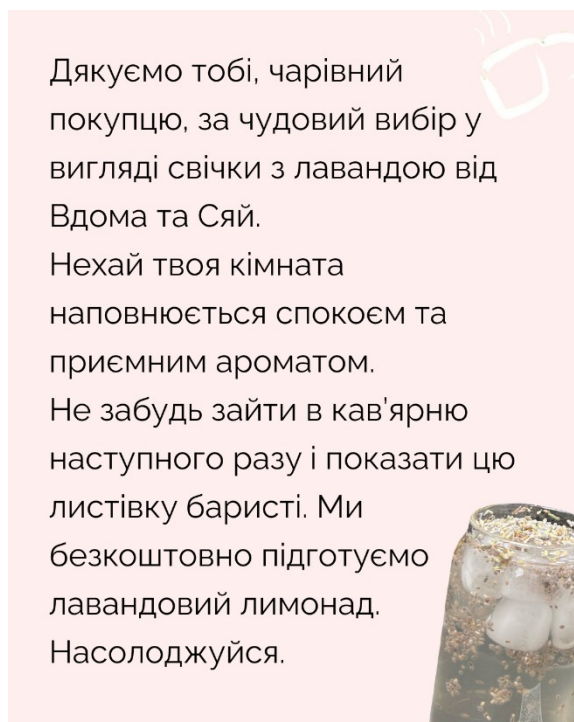 Дякуємо тобі, чарівний
покупцю, за чудовий вибір у
вигляді свічки з лавандою від
Вдома та Сяй.
Нехай твоя кімната
наповнюється спокоєм та
приємним ароматом.
Не забудь зайти в кав'ярню
наступного разу і показати цю
листівку баристі. Ми
безкоштовно підготуємо
лавандовий лимонад.
Насолоджуйся.